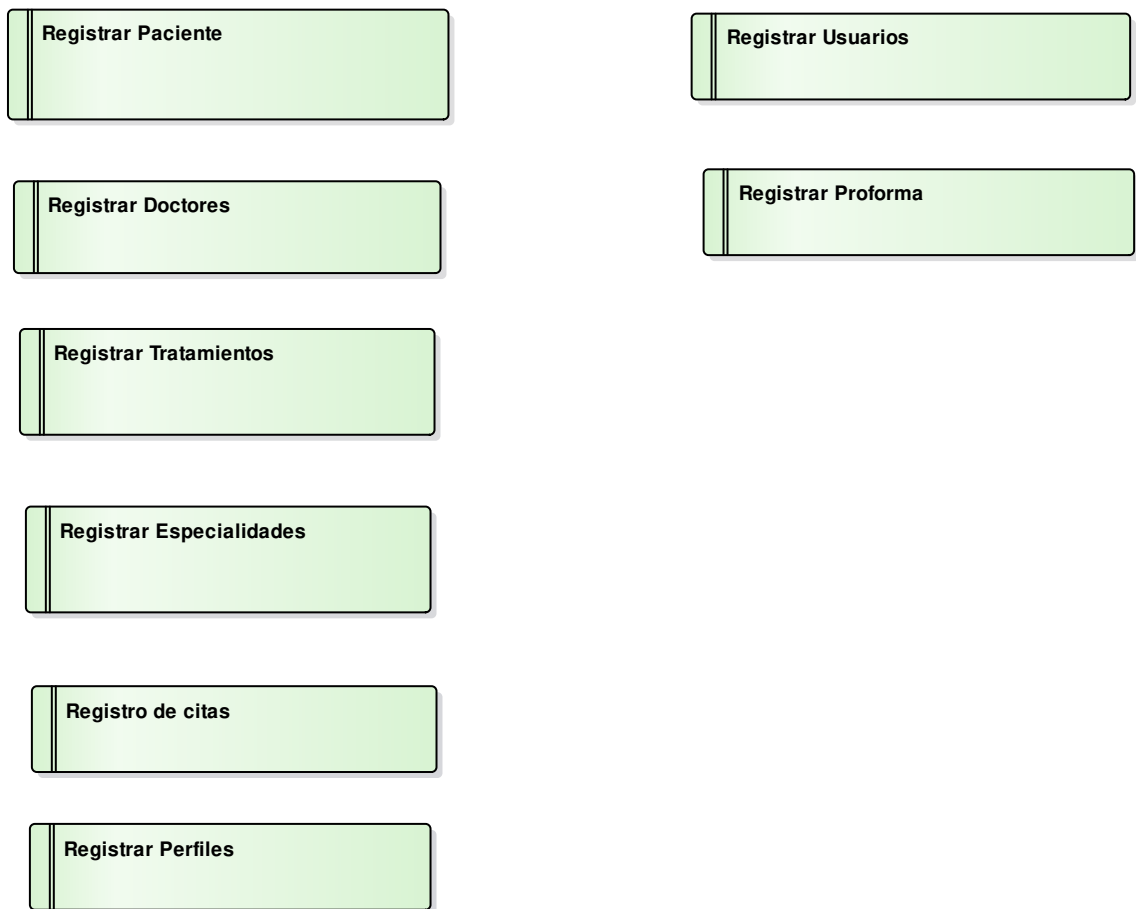 Registrar Paciente
Registrar Doctores
Registrar Tratamientos
Registrar Especialidades
Registro de citas
Registrar Perfiles
Registrar Usuarios
Registrar Proforma